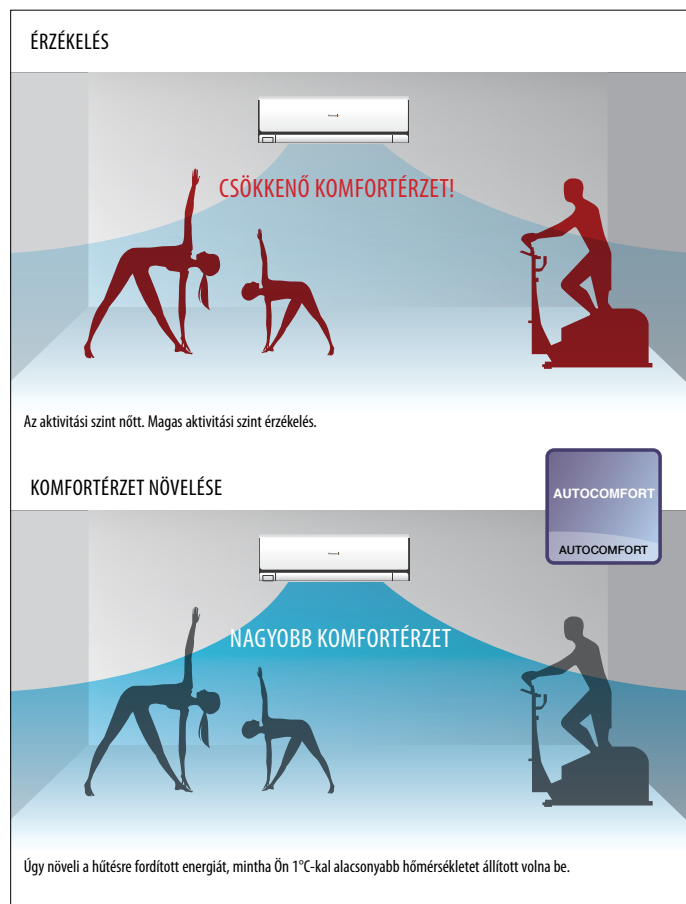 ÉRZÉKELÉS
CSÖKKENŐ KOMFORTÉRZET!
Az aktivitási szint nőtt. Magas aktivitási szint érzékelés.
KOMFORTÉRZET NÖVELÉSE
AUTOCOMFORT
AUTOCOMFORT
NAGYOBB KOMFORTÉRZET
Úgy növeli a hűtésre fordított energiát, mintha Ön 1°C-kal alacsonyabb hőmérsékletet állított volna be.